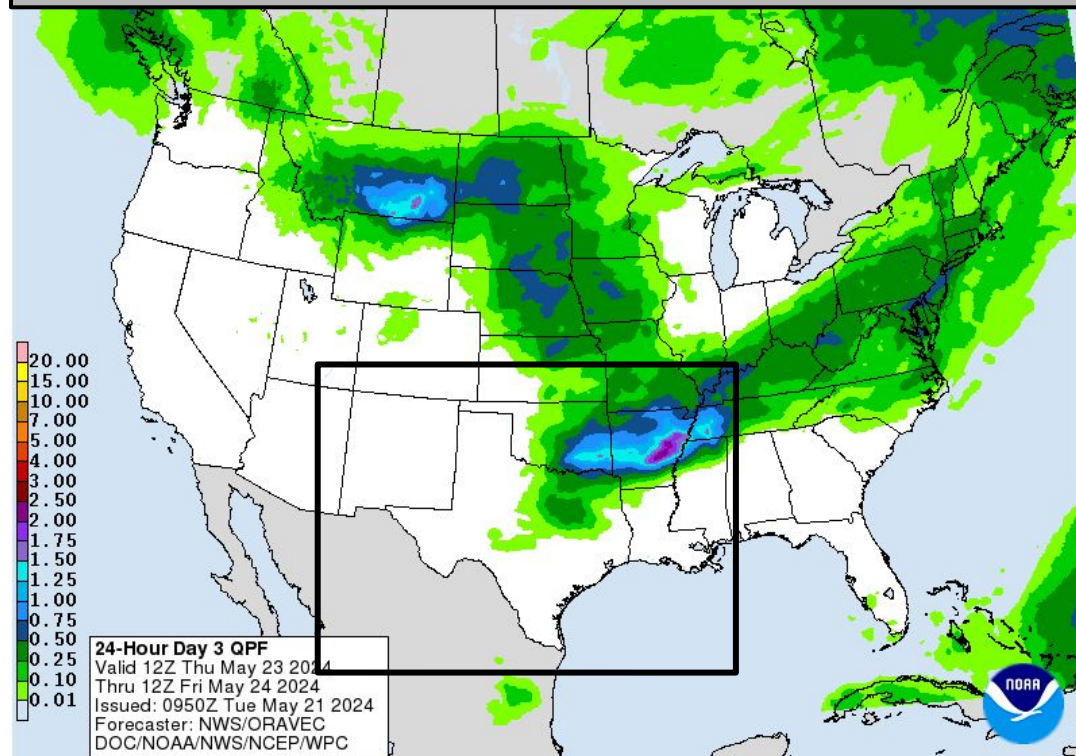 20.00
15.00
10.00
7.00
5.00
4.00
3.00
2.50
2.00
1.75
1.50
1.25
1.00
0.75
0.50
0.25
0.10
0.01
24-Hour Day 3 QPF
Valid 12Z Thu May 23 2024
Thru 12Z Fri May 24 2024
Issued: 0950Z Tue May 21 2024
Forecaster: NWS/ORAVEC
DOC/NOAA/NWS/NCEP/WPC
NOAA